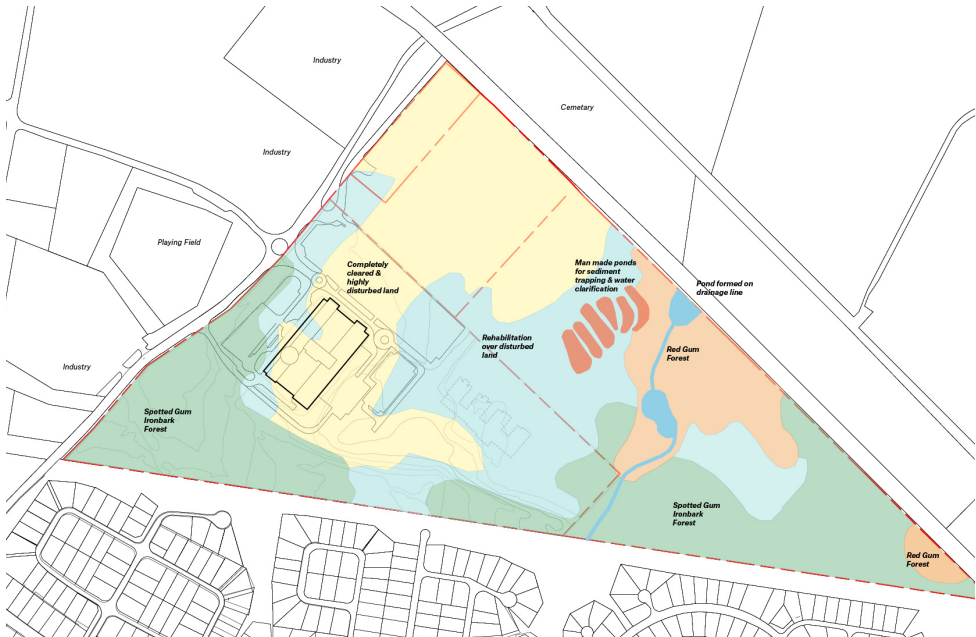 Industry
Cemetary
Industry
Playing Field
Completely
cleared &
highly
disturbed land
Man made ponds
for sediment
trapping & water
clarification
Pond formed on
drainage line
Rehabilitation
over disturbed
land
Red Gum
Forest
Industry
Spotted Gum
Ironbark
Forest
Spotted Gum
Ironbark
Forest
Red Gum
Forest